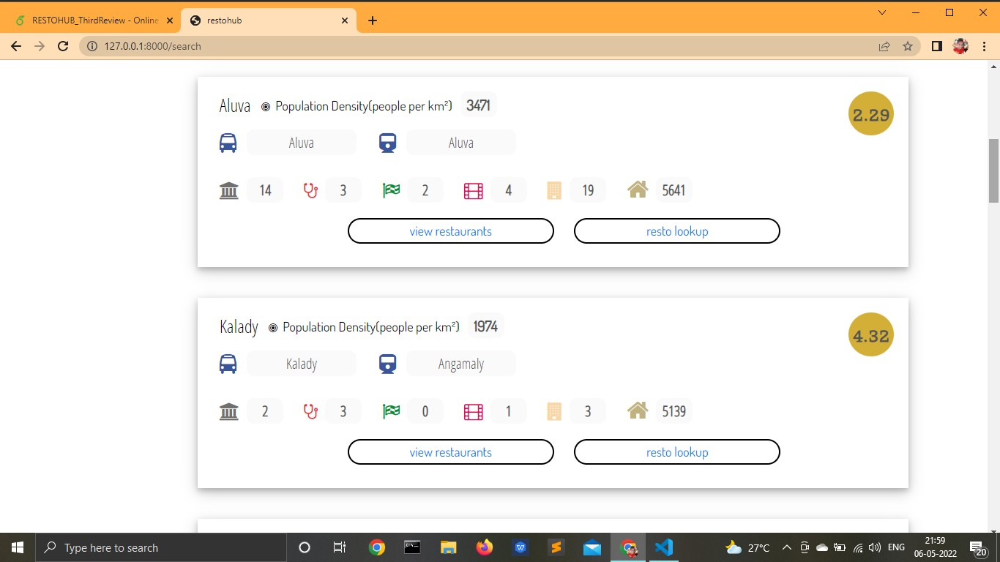 RESTOHUB_ThirdReview - Online
restohub
127.0.0.1:8000/search
Aluva Population Density(people per km²) 3471
2.29
Aluva Aluva
14 3 2 4 19 5641
view restaurants resto lookup
Kalady Population Density(people per km²) 1974
4.32
Kalady Angamaly
2 3 0 1 3 5139
view restaurants resto lookup
Type here to search
27°C
ENG
21:59
06-05-2022
20